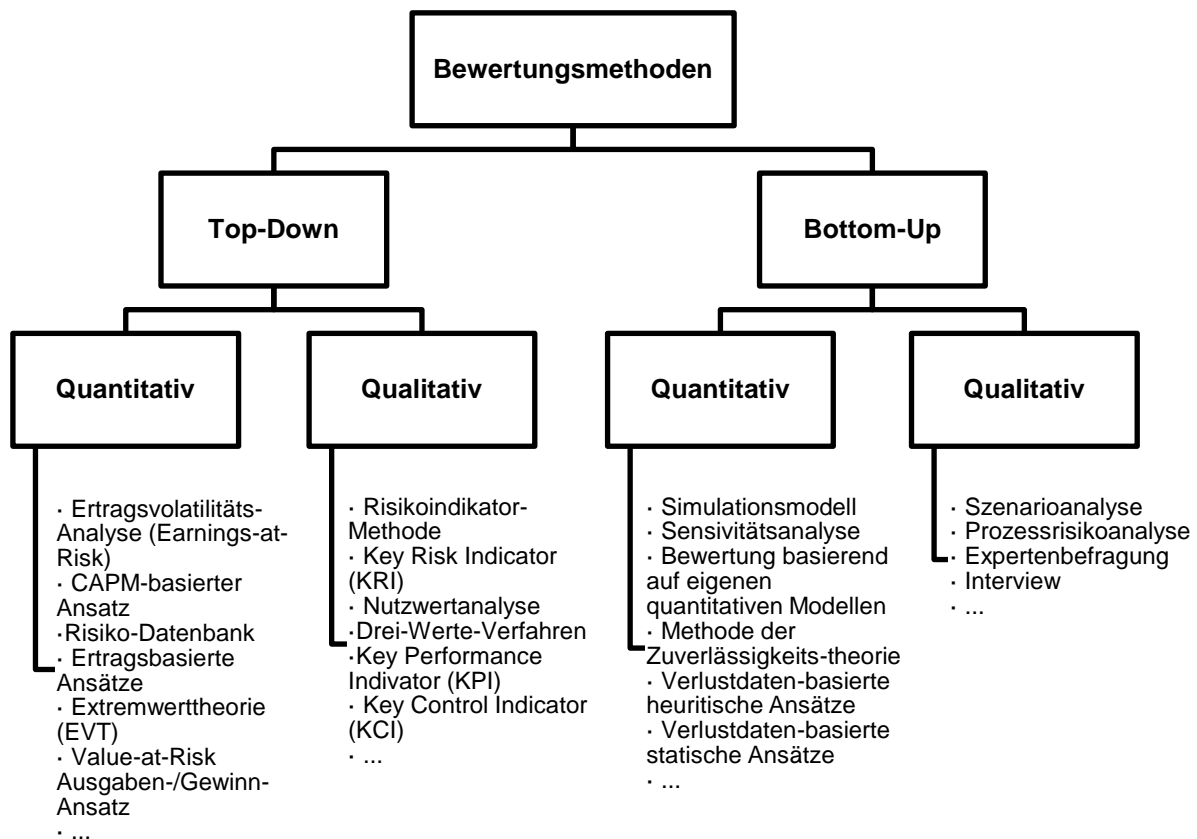 Bewertungsmethoden
Top-Down
Bottom-Up
Quantitativ
Qualitativ
Quantitativ
Qualitativ
· Ertragsvolatilitäts-
Analyse (Earnings-at-
Risk)
· CAPM-basierter
Ansatz
·Risiko-Datenbank
· Ertragsbasierte
Ansätze
· Extremwerttheorie
(EVT)
· Value-at-Risk
Ausgaben-/Gewinn-
Ansatz
· ...
· Risikoindikator-
Methode
· Key Risk Indicator
(KRI)
· Nutzwertanalyse
·Drei-Werte-Verfahren
·Key Performance
Indivator (KPI)
· Key Control Indicator
(KCI)
· ...
· Simulationsmodell
· Sensivitätsanalyse
· Bewertung basierend
auf eigenen
quantitativen Modellen
· Methode der
Zuverlässigkeits-theorie
· Verlustdaten-basierte
heuritische Ansätze
· Verlustdaten-basierte
statische Ansätze
· ...
· Szenarioanalyse
· Prozessrisikoanalyse
· Expertenbefragung
· Interview
· ...